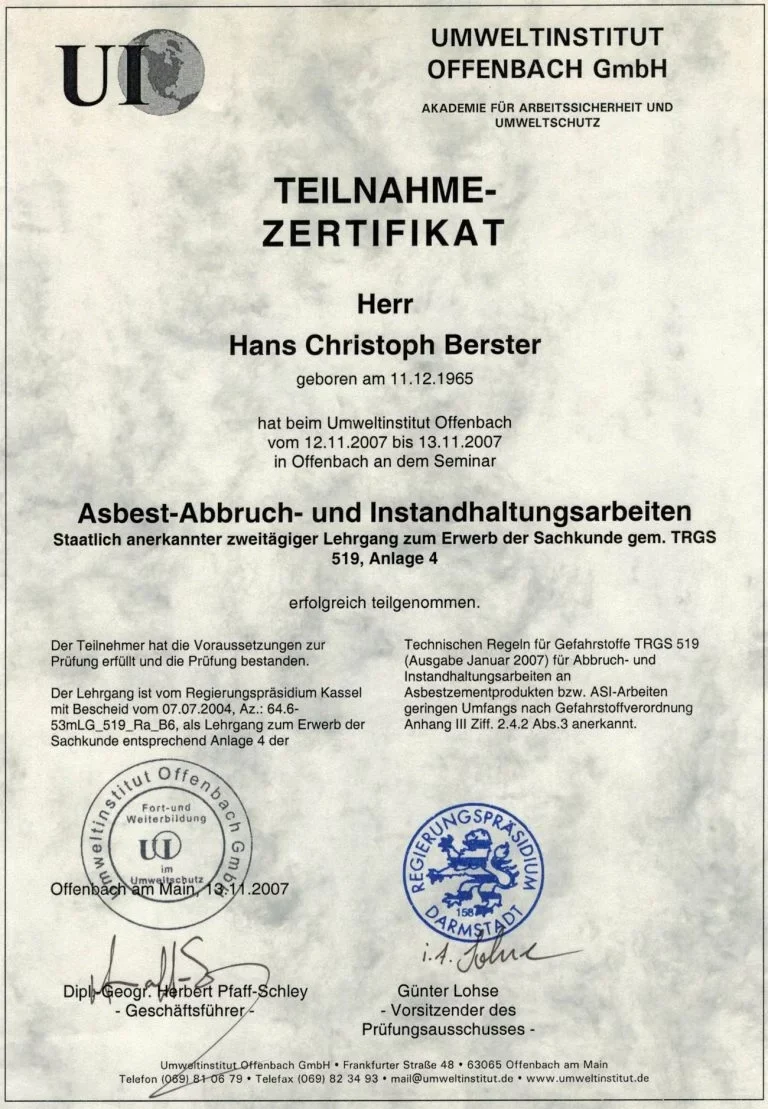 UI
UMWELTINSTITUT
OFFENBACH GmbH
AKADEMIE FÜR ARBEITSSICHERHEIT UND
UMWELTSCHUTZ
TEILNAHME-
ZERTIFIKAT
Herr
Hans Christoph Berster
geboren am 11.12.1965
hat beim Umweltinstitut Offenbach
vom 12.11.2007 bis 13.11.2007
in Offenbach an dem Seminar
Asbest-Abbruch- und Instandhaltungsarbeiten
Staatlich anerkannter zweitägiger Lehrgang zum Erwerb der Sachkunde gem. TRGS
519, Anlage 4
erfolgreich teilgenommen.
Der Teilnehmer hat die Voraussetzungen zur
Prüfung erfüllt und die Prüfung bestanden.
Der Lehrgang ist vom Regierungspräsidium Kassel
mit Bescheid vom 07.07.2004, Az.: 64.6-
53mLG_519_Ra_B6, als Lehrgang zum Erwerb der
Sachkunde entsprechend Anlage 4 der
Technischen Regeln für Gefahrstoffe TRGS 519
(Ausgabe Januar 2007) für Abbruch- und
Instandhaltungsarbeiten an
Asbestzementprodukten bzw. ASI-Arbeiten
geringen Umfangs nach Gefahrstoffverordnung
Anhang III Ziff. 2.4.2 Abs.3 anerkannt.
Umweltinstitut Offenbach GmbH
Fort-und
Weiterbildung
UI
im
Umweltschutz
Offenbach am Main, 13.11.2007
REGIERUNGSPRÄSIDIUM
158
DARMSTADT
i.A. Lohse
Dipl.-Geogr. Herbert Pfaff-Schley
- Geschäftsführer -
Günter Lohse
- Vorsitzender des
Prüfungsausschusses -
Umweltinstitut Offenbach GmbH • Frankfurter Straße 48 • 63065 Offenbach am Main
Telefon (069) 81 06 79 • Telefax (069) 82 34 93 • mail@umweltinstitut.de • www.umweltinstitut.de